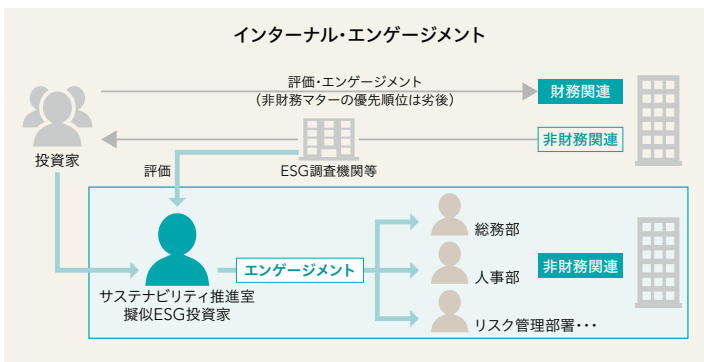 インターナル・エンゲージメント
評価・エンゲージメント
（非財務マターの優先順位は劣後）
財務関連
非財務関連
投資家
評価
ESG調査機関等
総務部
エンゲージメント
人事部
非財務関連
サステナビリティ推進室
擬似ESG投資家
リスク管理部署・・・